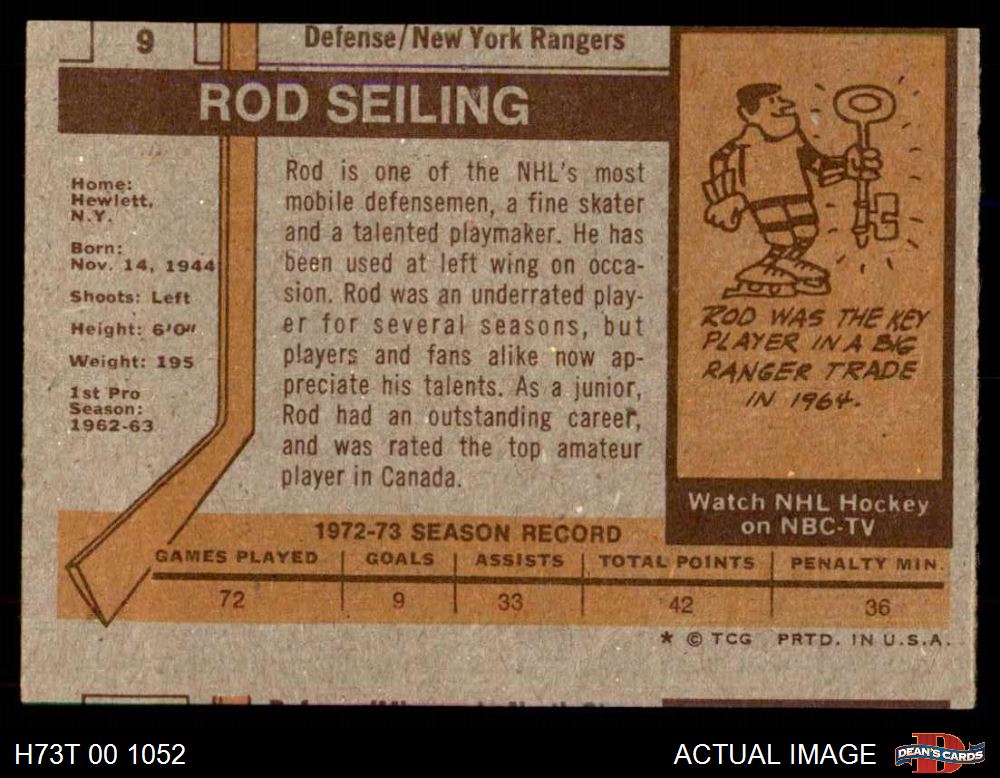 9
Defense/New York Rangers
ROD SEILING
Home:
Hewlett,
N.Y.
Born:
Nov. 14, 1944
Shoots: Left
Height: 6'0"
Weight: 195
1st Pro
Season:
1962-63
Rod is one of the NHL's most
mobile defensemen, a fine skater
and a talented playmaker. He has
been used at left wing on occa-
sion. Rod was an underrated play-
er for several seasons, but
players and fans alike now ap-
preciate his talents. As a junior,
Rod had an outstanding career,
and was rated the top amateur
player in Canada.
ROD WAS THE KEY
PLAYER IN A BIG
RANGER TRADE
IN 1964.
Watch NHL Hockey
on NBC-TV
1972-73 SEASON RECORD
GAMES PLAYED GOALS ASSISTS TOTAL POINTS PENALTY MIN.
72 9 33 42 36
* © TCG PRTD. IN U.S.A.
H73T 00 1052
ACTUAL IMAGE
DEAN'S CARDS